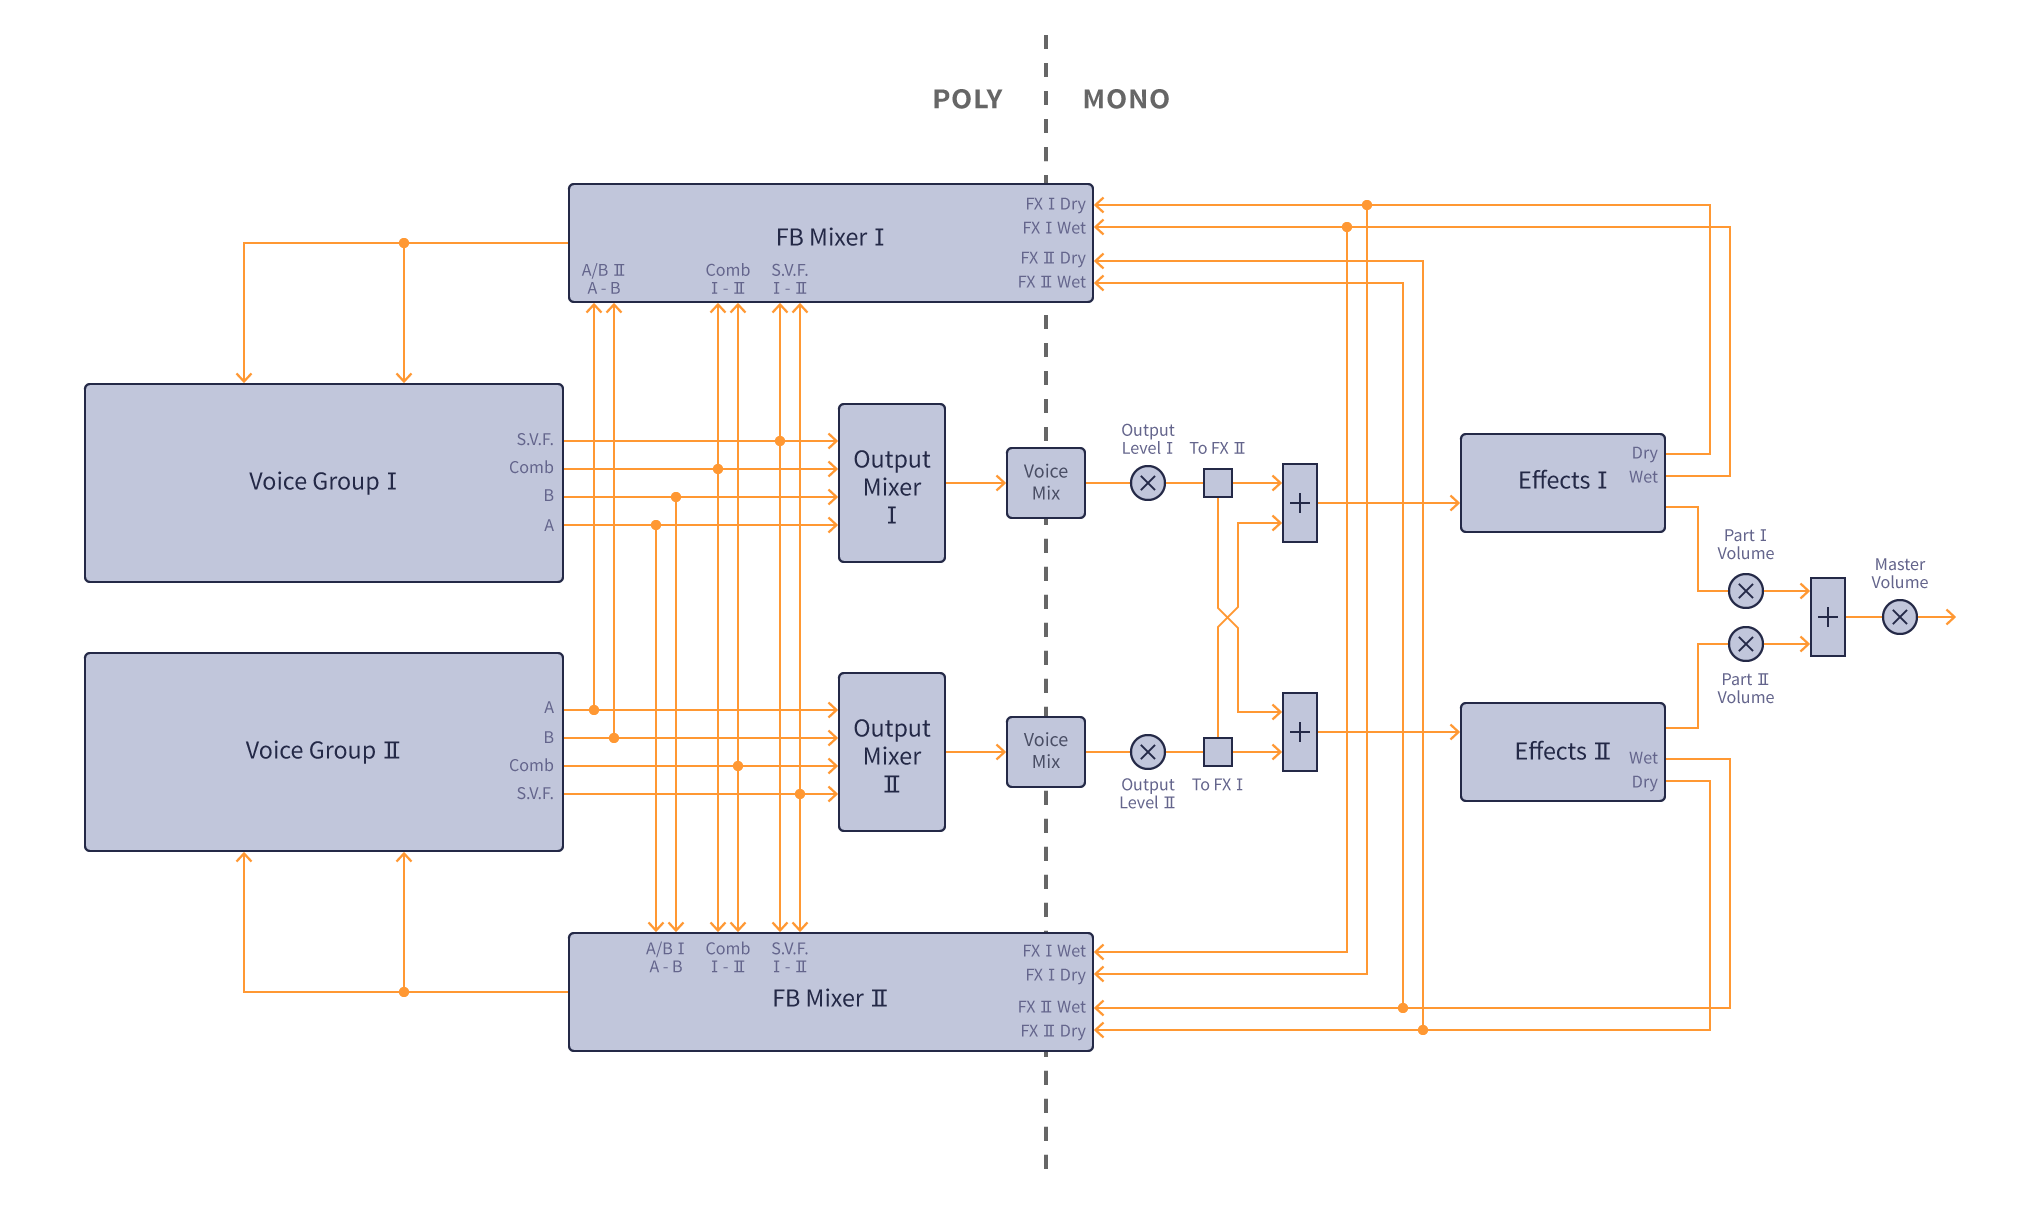 POLY MONO
FX Ⅰ Dry
FX Ⅰ Wet
FB Mixer Ⅰ
FX Ⅱ Dry
FX Ⅱ Wet
A/B Ⅱ
A - B
Comb
Ⅰ - Ⅱ
S.V.F.
Ⅰ - Ⅱ
Voice Group Ⅰ
S.V.F.
Comb
B
A
Output
Mixer
Ⅰ
Voice
Mix
Output
Level Ⅰ
To FX Ⅱ
+
Effects Ⅰ
Dry
Wet
Part Ⅰ
Volume
Master
Volume
+
Part Ⅱ
Volume
Voice Group Ⅱ
A
B
Comb
S.V.F.
Output
Mixer
Ⅱ
Voice
Mix
Output
Level Ⅱ
To FX Ⅰ
+
Effects Ⅱ
Wet
Dry
A/B Ⅰ
A - B
Comb
Ⅰ - Ⅱ
S.V.F.
Ⅰ - Ⅱ
FB Mixer Ⅱ
FX Ⅰ Wet
FX Ⅰ Dry
FX Ⅱ Wet
FX Ⅱ Dry